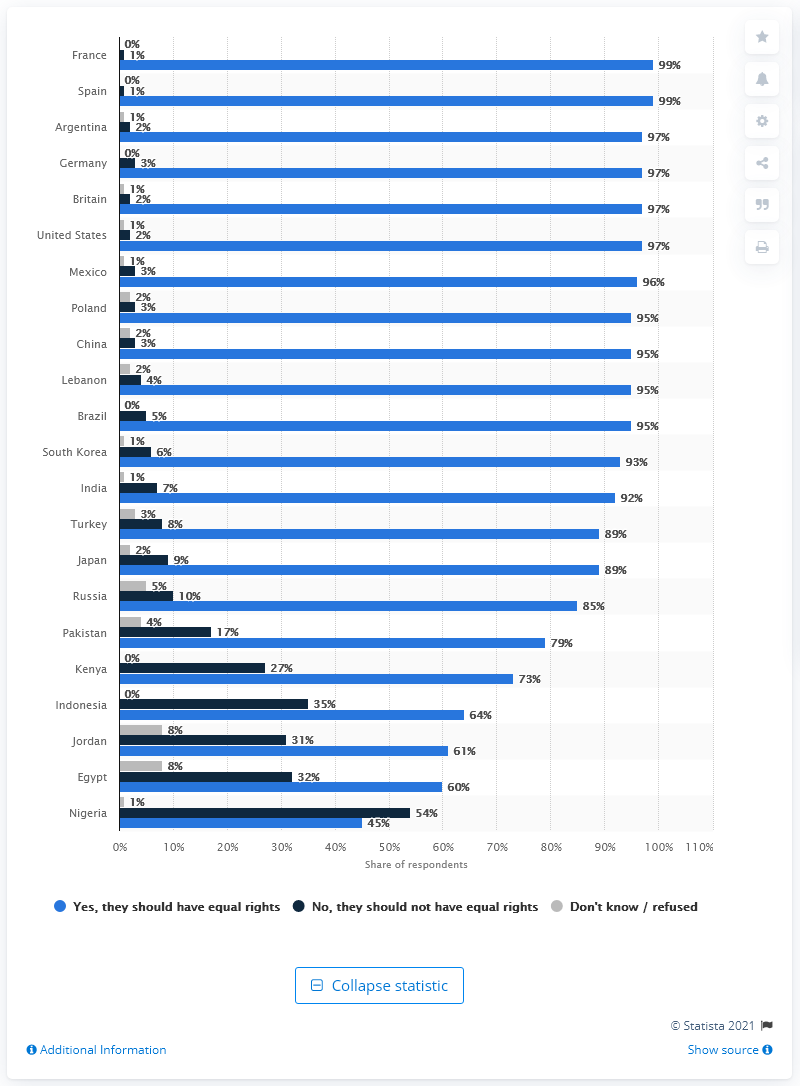 0%
France 1%
99%
0%
Spain 1%
99%
1%
Argentina 2%
97%
0%
Germany 3%
97%
1%
Britain 2%
97%
1%
United States 2%
97%
1%
Mexico 3%
96%
2%
Poland 3%
95%
2%
China 3%
95%
2%
Lebanon 4%
95%
0%
Brazil 5%
95%
1%
South Korea 6%
93%
1%
India 7%
92%
3%
Turkey 8%
89%
2%
Japan 9%
89%
5%
Russia 10%
85%
4%
Pakistan 17%
79%
0%
Kenya 27%
73%
0%
Indonesia 35%
64%
8%
Jordan 31%
61%
8%
Egypt 32%
60%
1%
Nigeria 54%
45%
0% 10% 20% 30% 40% 50% 60% 70% 80% 90% 100% 110%
Share of respondents
Yes, they should have equal rights No, they should not have equal rights Don't know / refused
Collapse statistic
© Statista 2021
Additional Information Show source